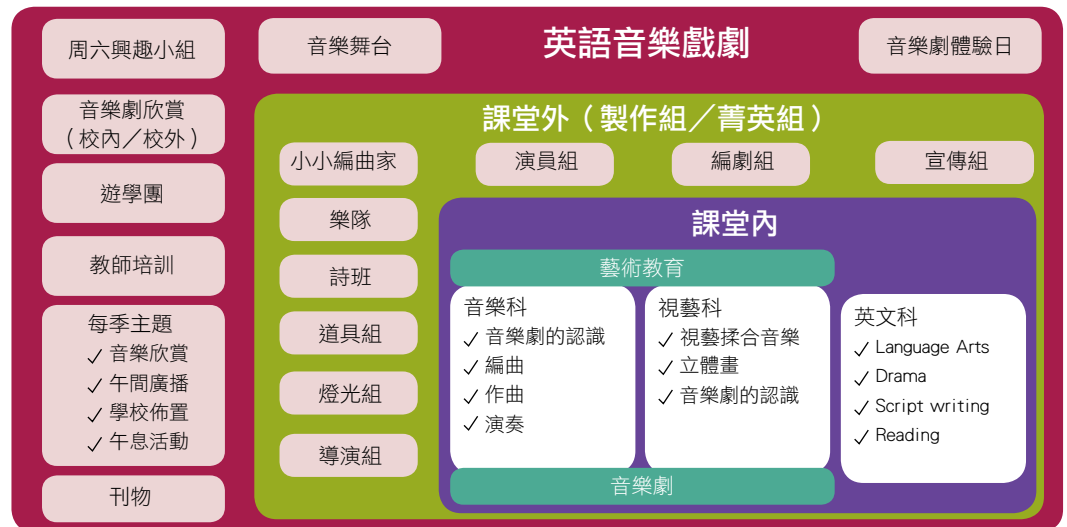 英語音樂戲劇
周六興趣小組
音樂舞台
音樂劇體驗日
音樂劇欣賞
（校內／校外）
遊學團
教師培訓
每季主題
✓ 音樂欣賞
✓ 午間廣播
✓ 學校佈置
✓ 午息活動
刊物
課堂外（製作組／菁英組）
小小編曲家
演員組
編劇組
宣傳組
樂隊
詩班
道具組
燈光組
導演組
課堂內
藝術教育
音樂科
✓ 音樂劇的認識
✓ 編曲
✓ 作曲
✓ 演奏
視藝科
✓ 視藝揉合音樂
✓ 立體畫
✓ 音樂劇的認識
音樂劇
英文科
✓ Language Arts
✓ Drama
✓ Script writing
✓ Reading